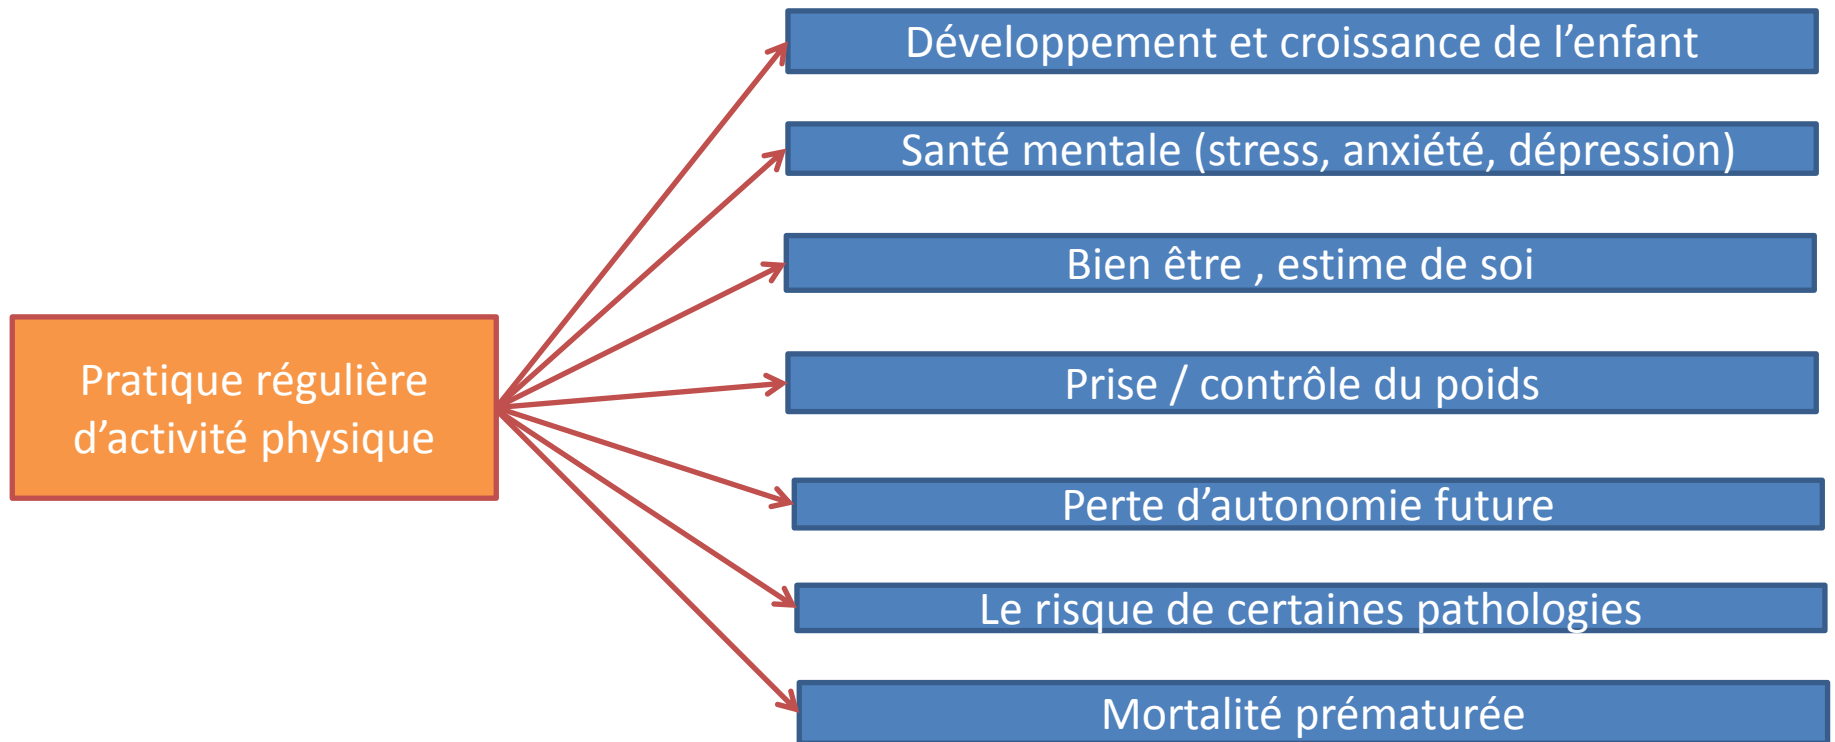 Développement et croissance de l’enfant
Santé mentale (stress, anxiété, dépression)
Bien être , estime de soi
Pratique régulière
d’activité physique
Prise / contrôle du poids
Perte d’autonomie future
Le risque de certaines pathologies
Mortalité prématurée